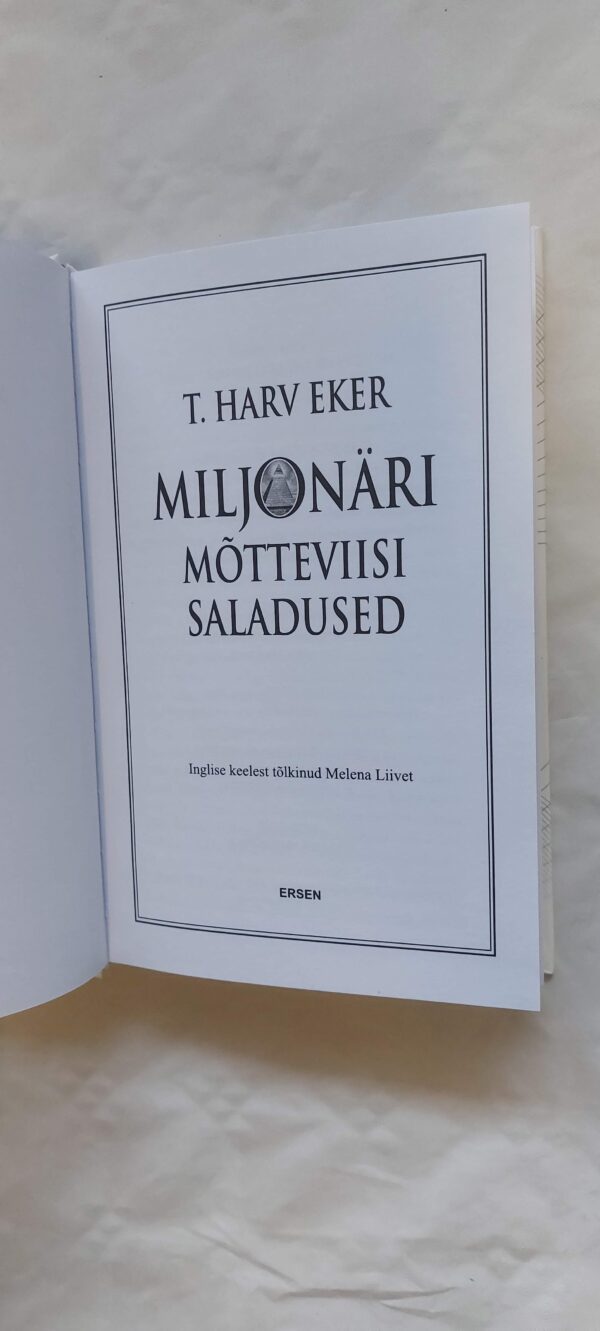 T. HARV EKER
MILJONÄRI
MÕTTEVIISI
SALADUSED
Inglise keelest tõlkinud Melena Liivet
ERSEN